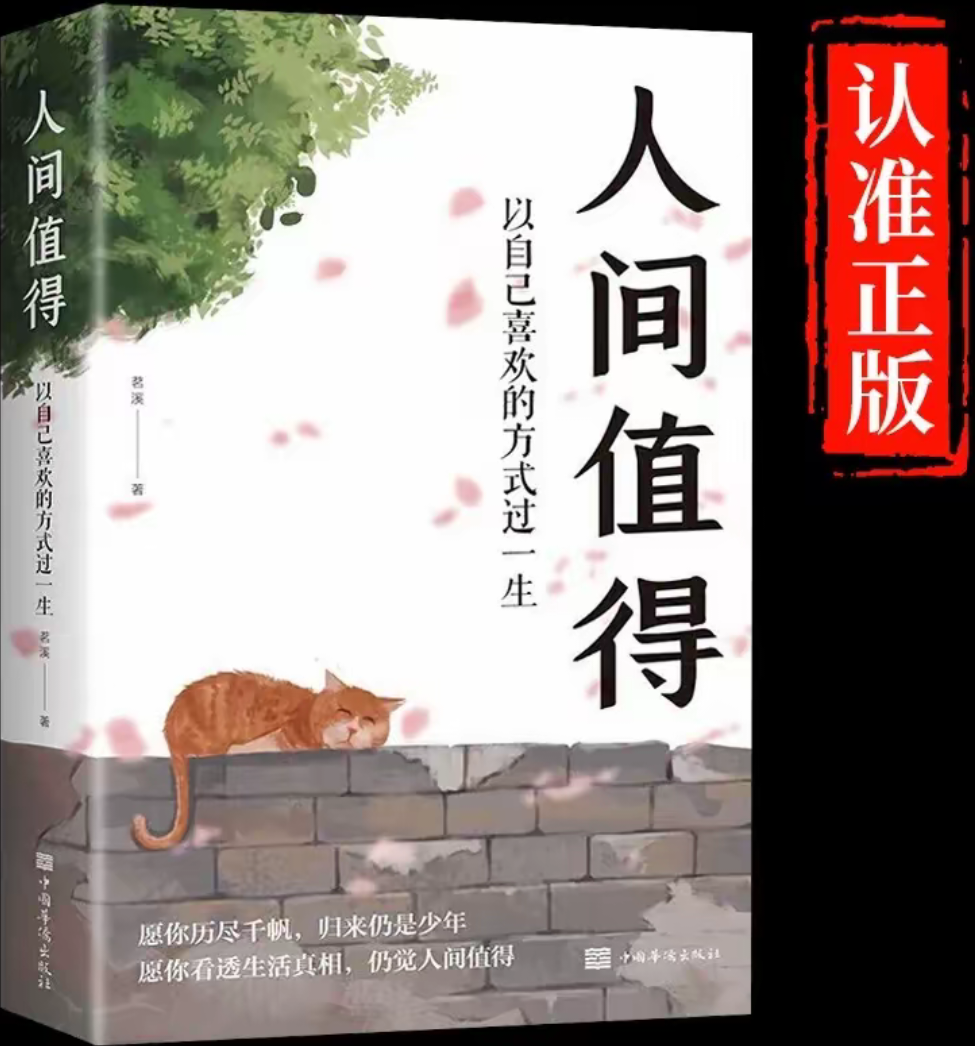 人间值得
以自己喜欢的方式过一生
茗溪 著
愿你历尽千帆，归来仍是少年
愿你看透生活真相，仍觉人间值得
中国华侨出版社
人间值得
以自己喜欢的方式过一生
茗溪 著
中国华侨出版社
认准正版